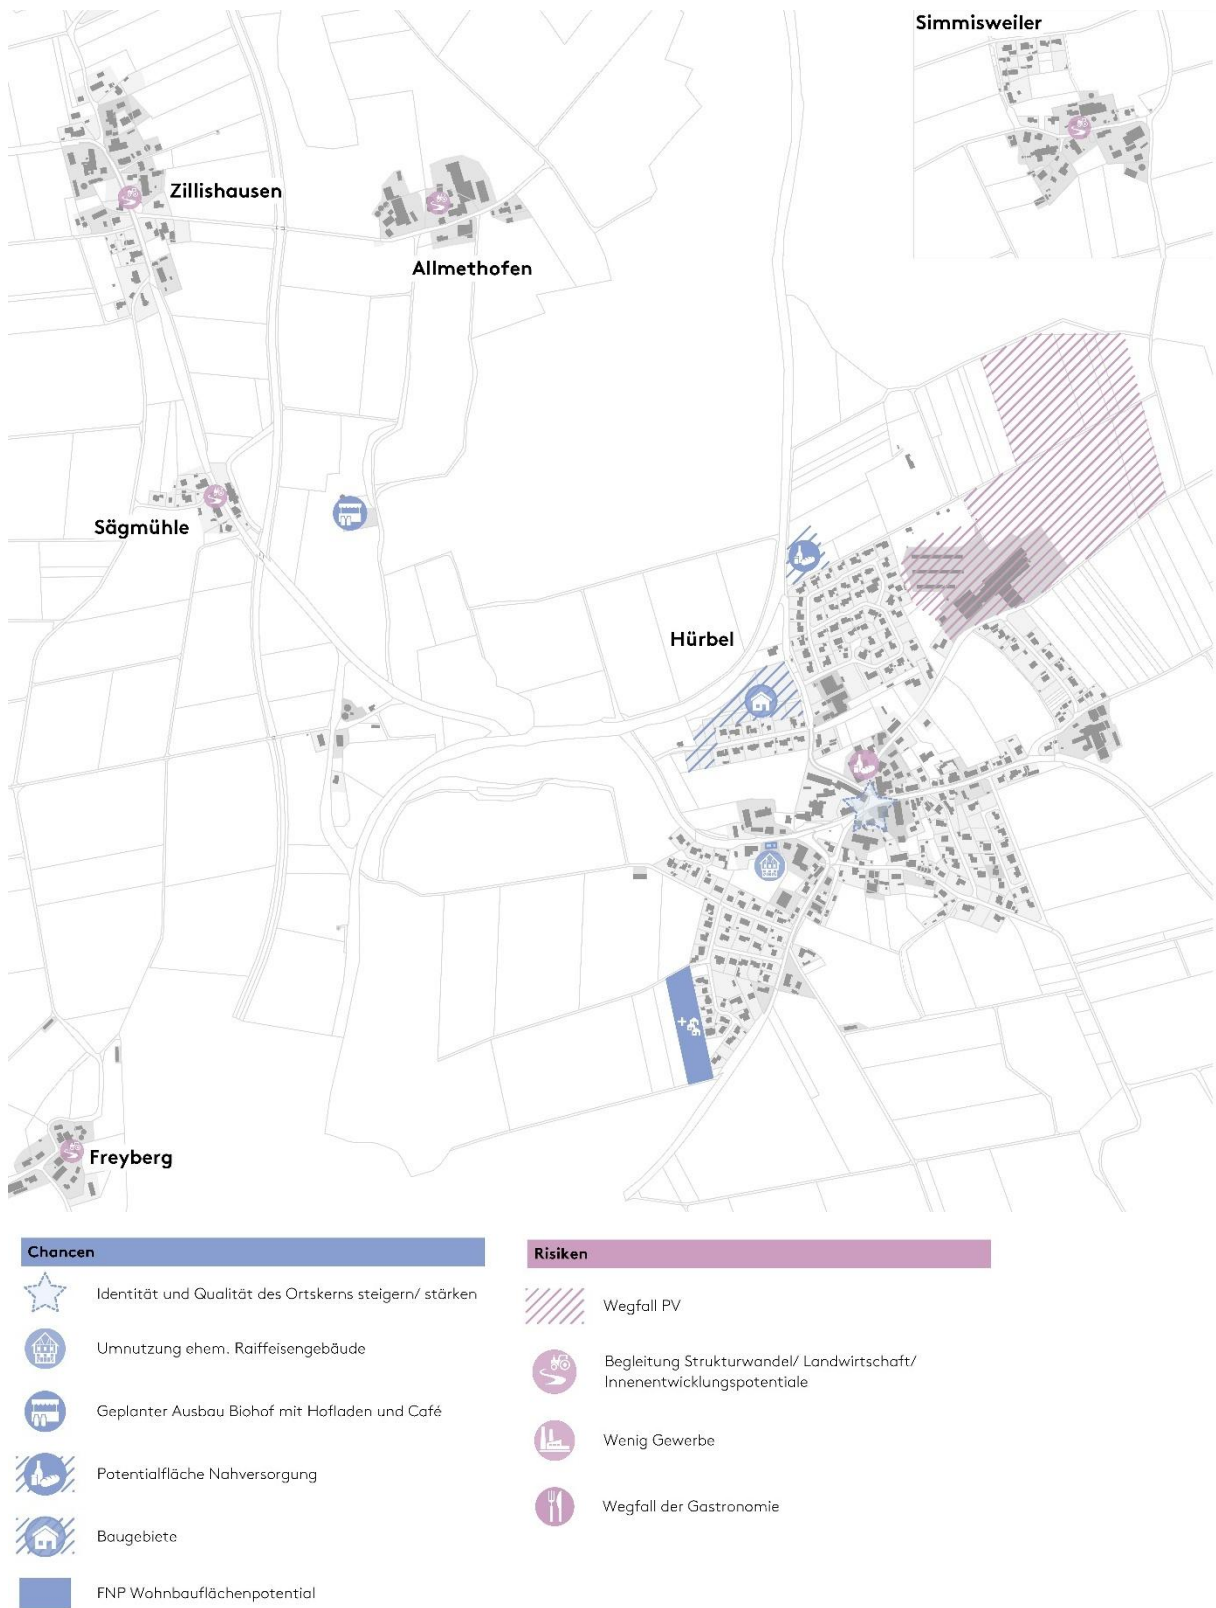 Simmisweiler
Zillishausen
Allmethofen
Sägmühle
Hürbel
Freyberg
Chancen
Identität und Qualität des Ortskerns steigern/ stärken
Umnutzung ehem. Raiffeisengebäude
Geplanter Ausbau Biohof mit Hofladen und Café
Potentialfläche Nahversorgung
Baugebiete
FNP Wohnbauflächenpotential
Risiken
Wegfall PV
Begleitung Strukturwandel/ Landwirtschaft/
Innenentwicklungspotentiale
Wenig Gewerbe
Wegfall der Gastronomie